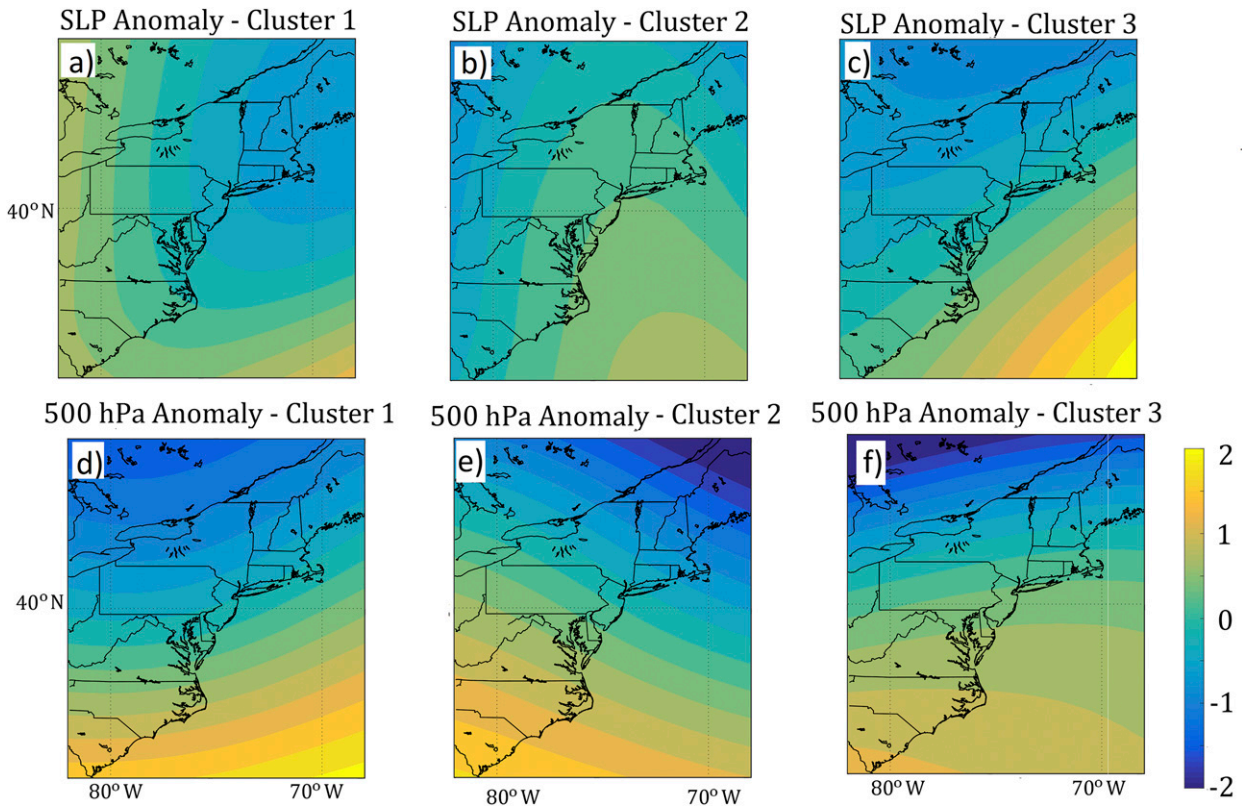 SLP Anomaly - Cluster 1
SLP Anomaly - Cluster 2
SLP Anomaly - Cluster 3
a)
b)
c)
40°N
500 hPa Anomaly - Cluster 1
500 hPa Anomaly - Cluster 2
500 hPa Anomaly - Cluster 3
d)
e)
f)
40°N
2
1
0
-1
-2
80°W
70°W
80°W
70°W
80°W
70°W